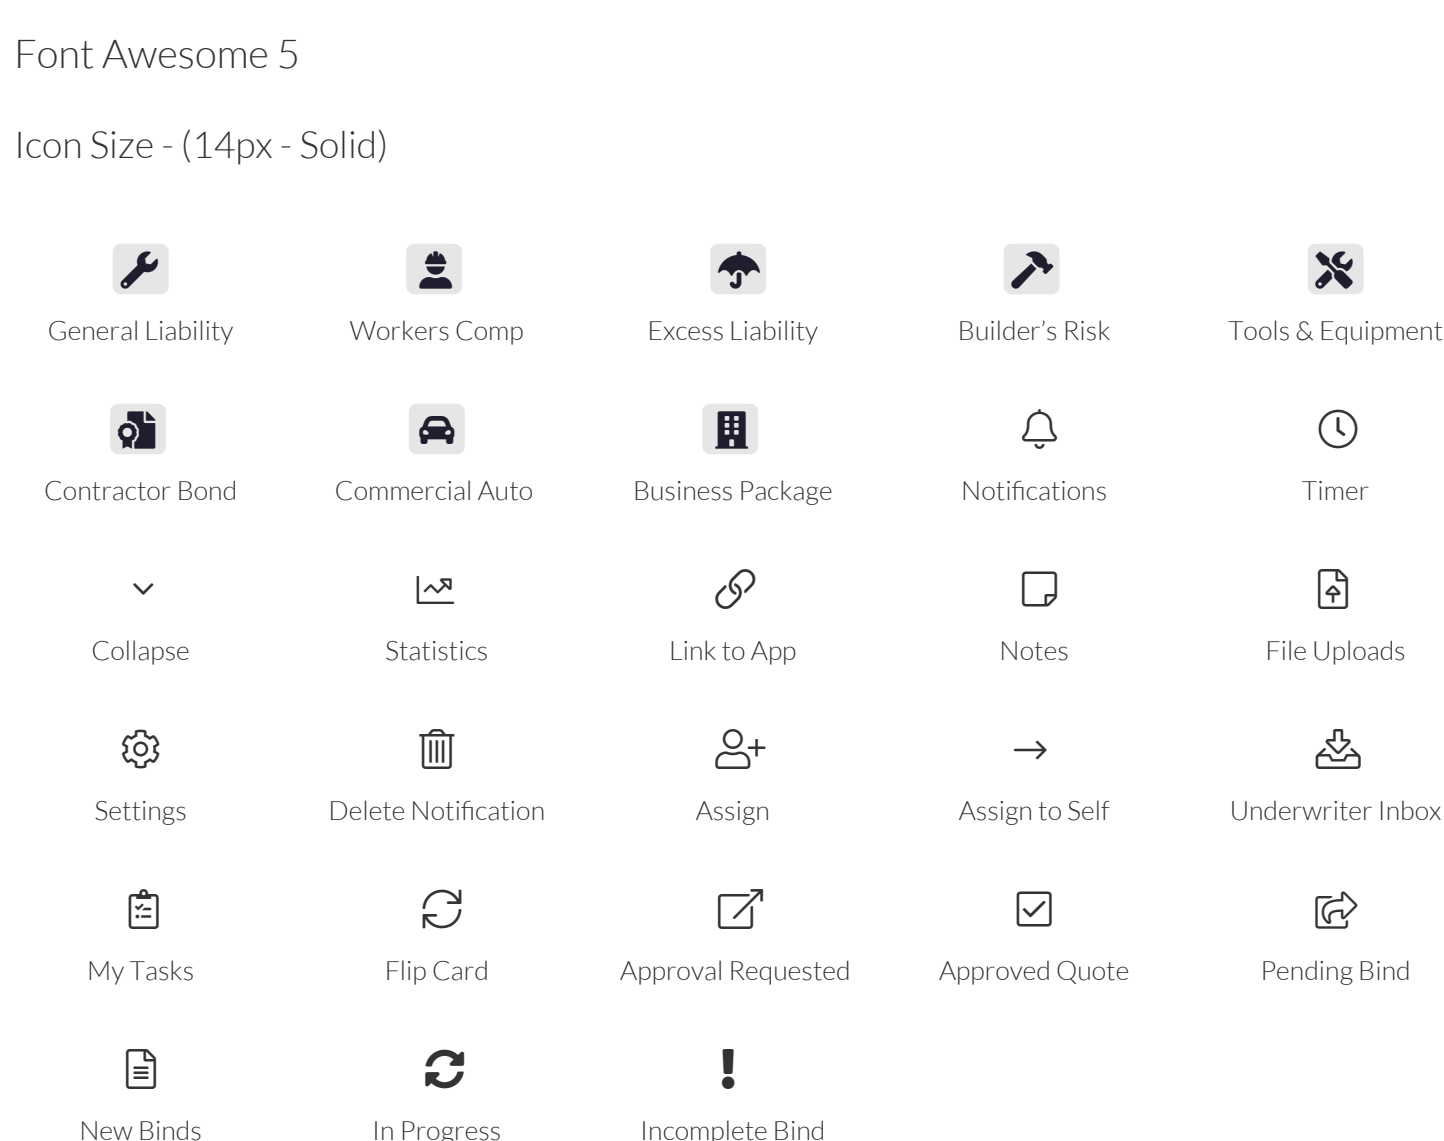 Font Awesome 5
Icon Size - (14px - Solid)
General Liability
Workers Comp
Excess Liability
Builder’s Risk
Tools & Equipment
Contractor Bond
Commercial Auto
Business Package
Notifications
Timer
Collapse
Statistics
Link to App
Notes
File Uploads
Settings
Delete Notification
Assign
Assign to Self
Underwriter Inbox
My Tasks
Flip Card
Approval Requested
Approved Quote
Pending Bind
New Binds
In Progress
Incomplete Bind